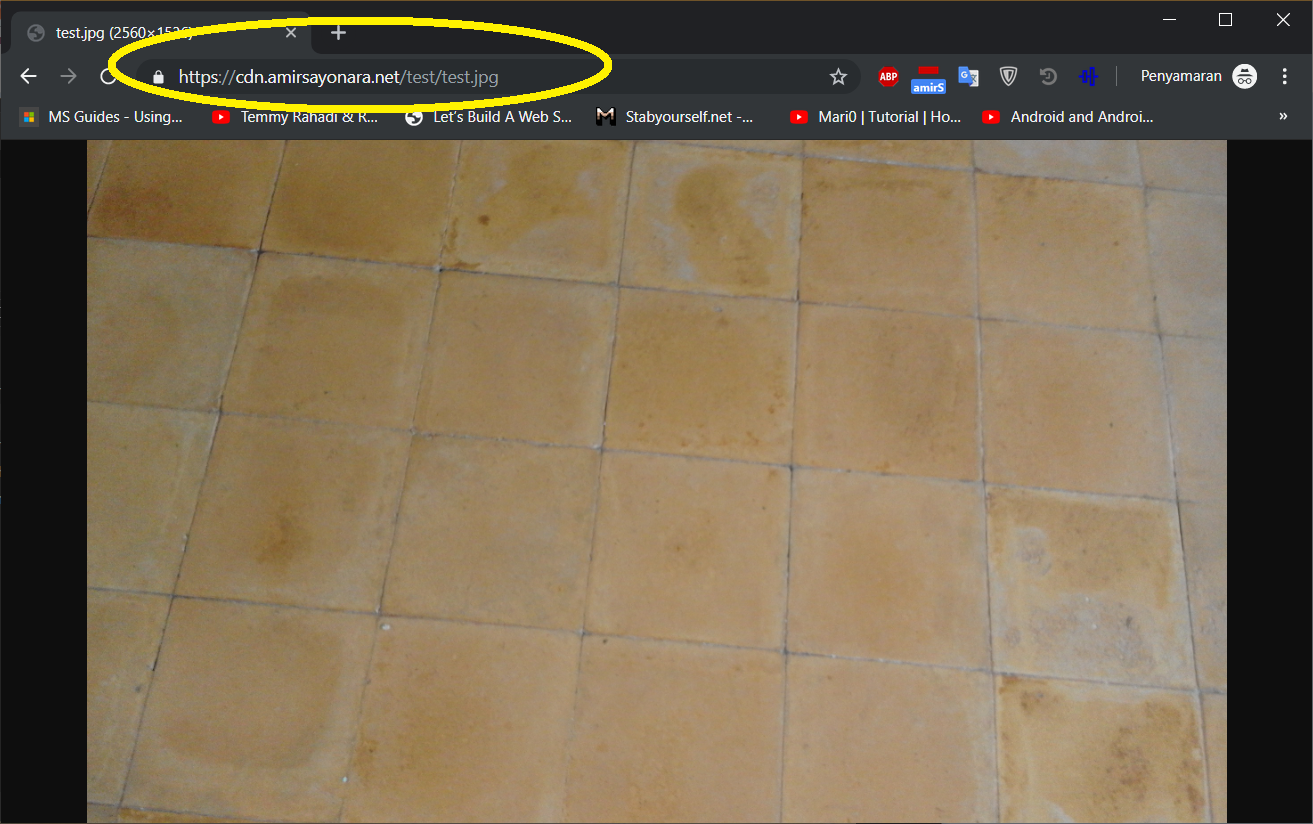 test.jpg (2560×1536)
https://cdn.amirsayonara.net/test/test.jpg
ABP
amirS
G
Penyamaran
MS Guides - Using...
Temmy Rahadi & R...
Let's Build A Web S...
Stabyourself.net -...
Mari0 | Tutorial | Ho...
Android and Androi...